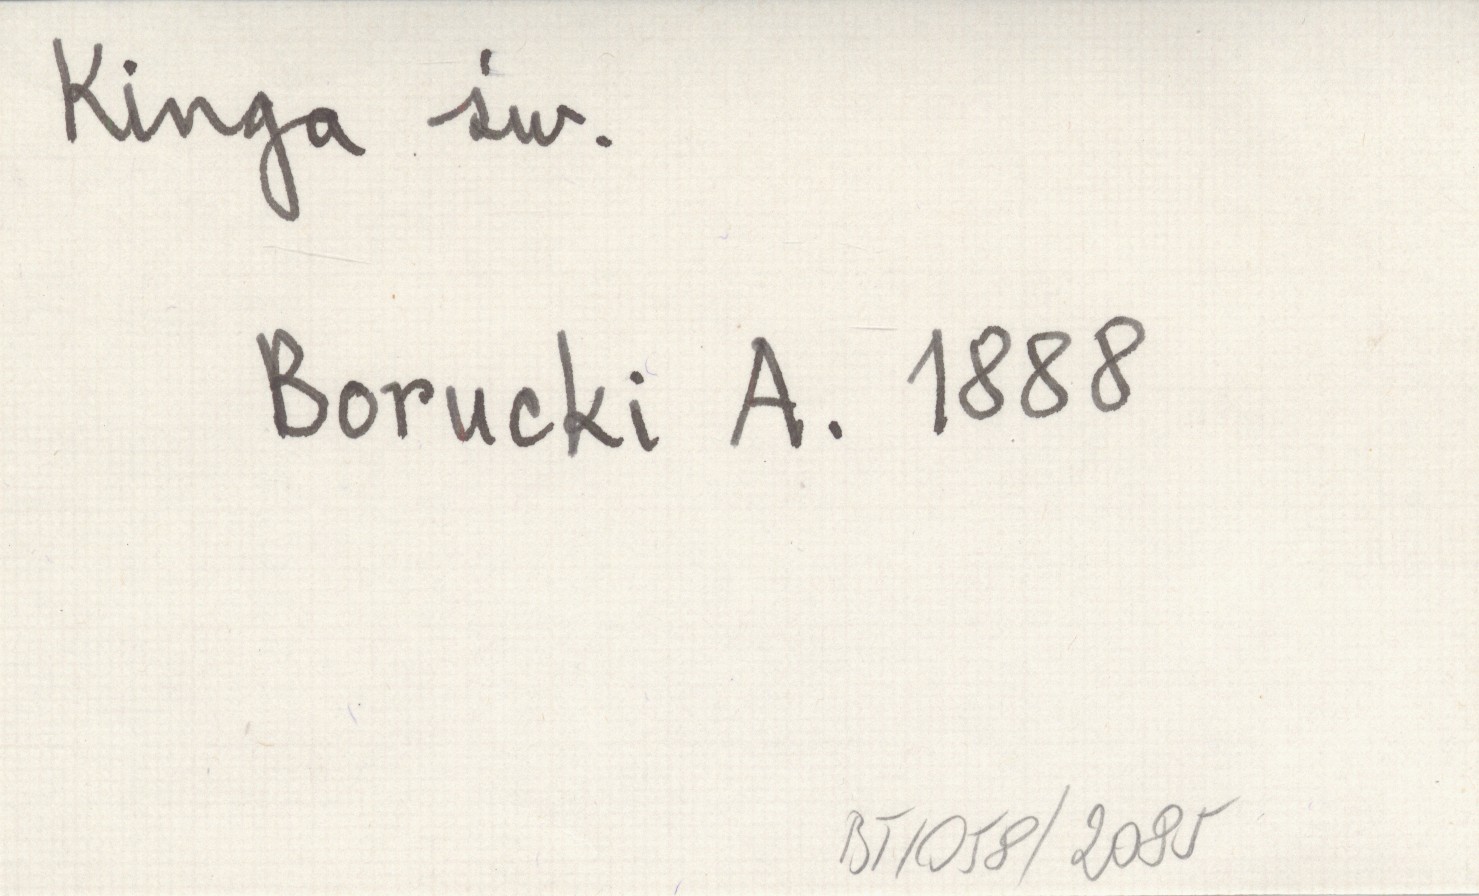 Kinga św.
Borucki A. 1888
BT/1058/2085